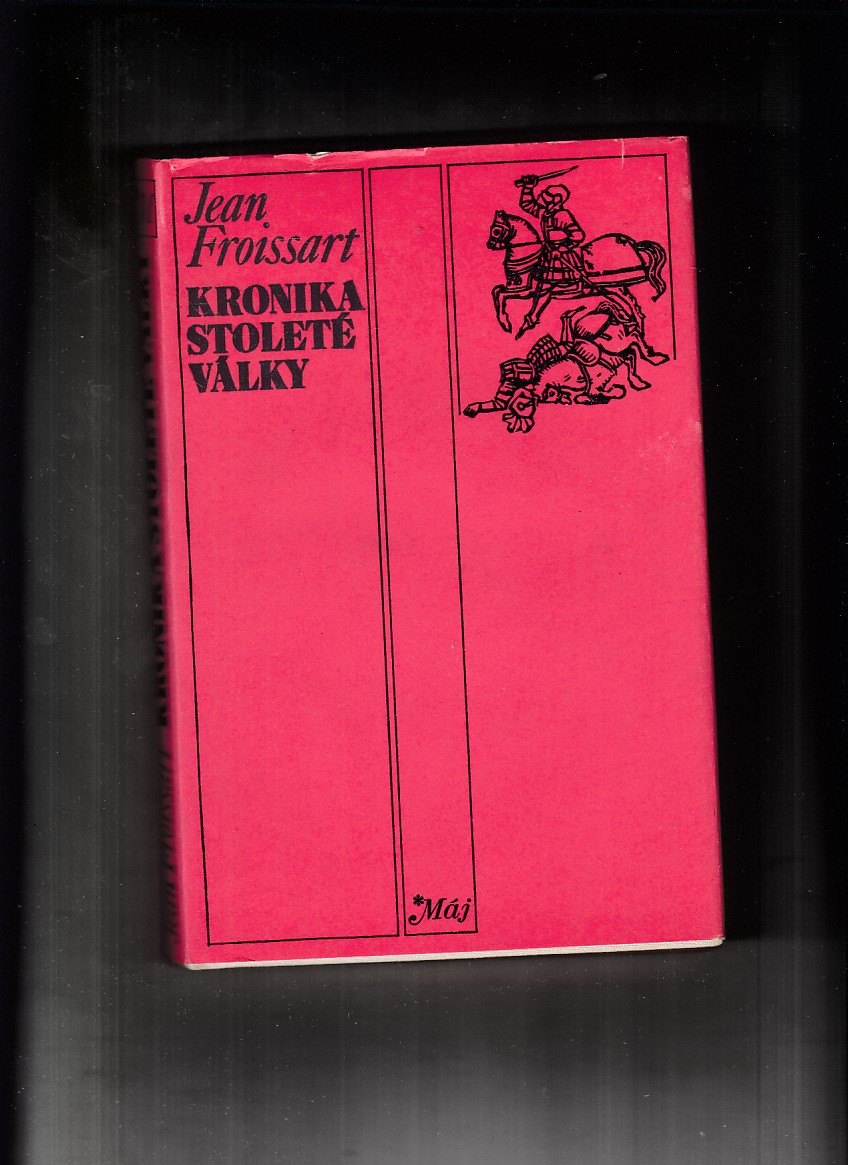 Jean
Froissart
KRONIKA
STOLETÉ
VÁLKY
*Máj